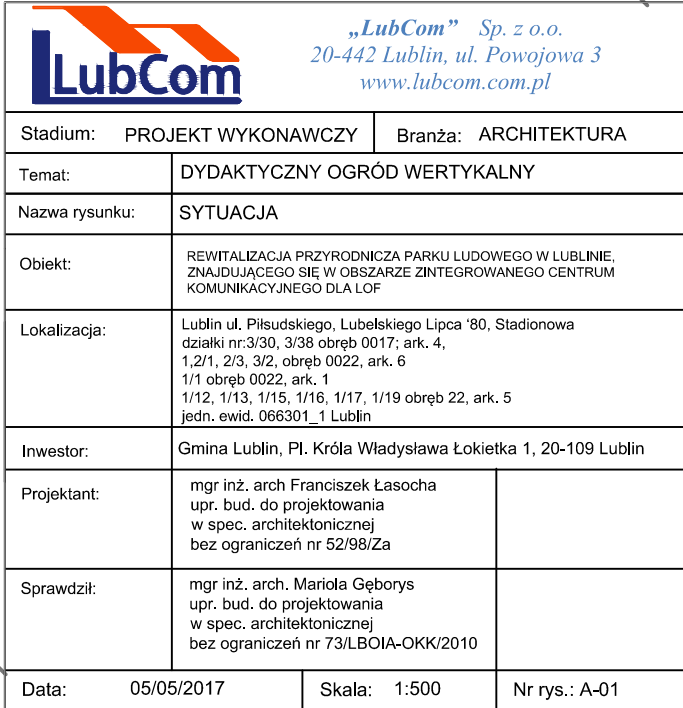 LubCom
„LubCom” Sp. z o.o.
20-442 Lublin, ul. Powojowa 3
www.lubcom.com.pl
Stadium: PROJEKT WYKONAWCZY Branża: ARCHITEKTURA
Temat: DYDAKTYCZNY OGRÓD WERTYKALNY
Nazwa rysunku: SYTUACJA
Obiekt: REWITALIZACJA PRZYRODNICZA PARKU LUDOWEGO W LUBLINIE,
ZNAJDUJĄCEGO SIĘ W OBSZARZE ZINTEGROWANEGO CENTRUM
KOMUNIKACYJNEGO DLA LOF
Lokalizacja: Lublin ul. Piłsudskiego, Lubelskiego Lipca ‘80, Stadionowa
działki nr:3/30, 3/38 obręb 0017; ark. 4,
1,2/1, 2/3, 3/2, obręb 0022, ark. 6
1/1 obręb 0022, ark. 1
1/12, 1/13, 1/15, 1/16, 1/17, 1/19 obręb 22, ark. 5
jedn. ewid. 066301_1 Lublin
Inwestor: Gmina Lublin, Pl. Króla Władysława Łokietka 1, 20-109 Lublin
Projektant: mgr inż. arch Franciszek Łasocha
upr. bud. do projektowania
w spec. architektonicznej
bez ograniczeń nr 52/98/Za
Sprawdził: mgr inż. arch. Mariola Gęborys
upr. bud. do projektowania
w spec. architektonicznej
bez ograniczeń nr 73/LBOIA-OKK/2010
Data: 05/05/2017 Skala: 1:500 Nr rys.: A-01